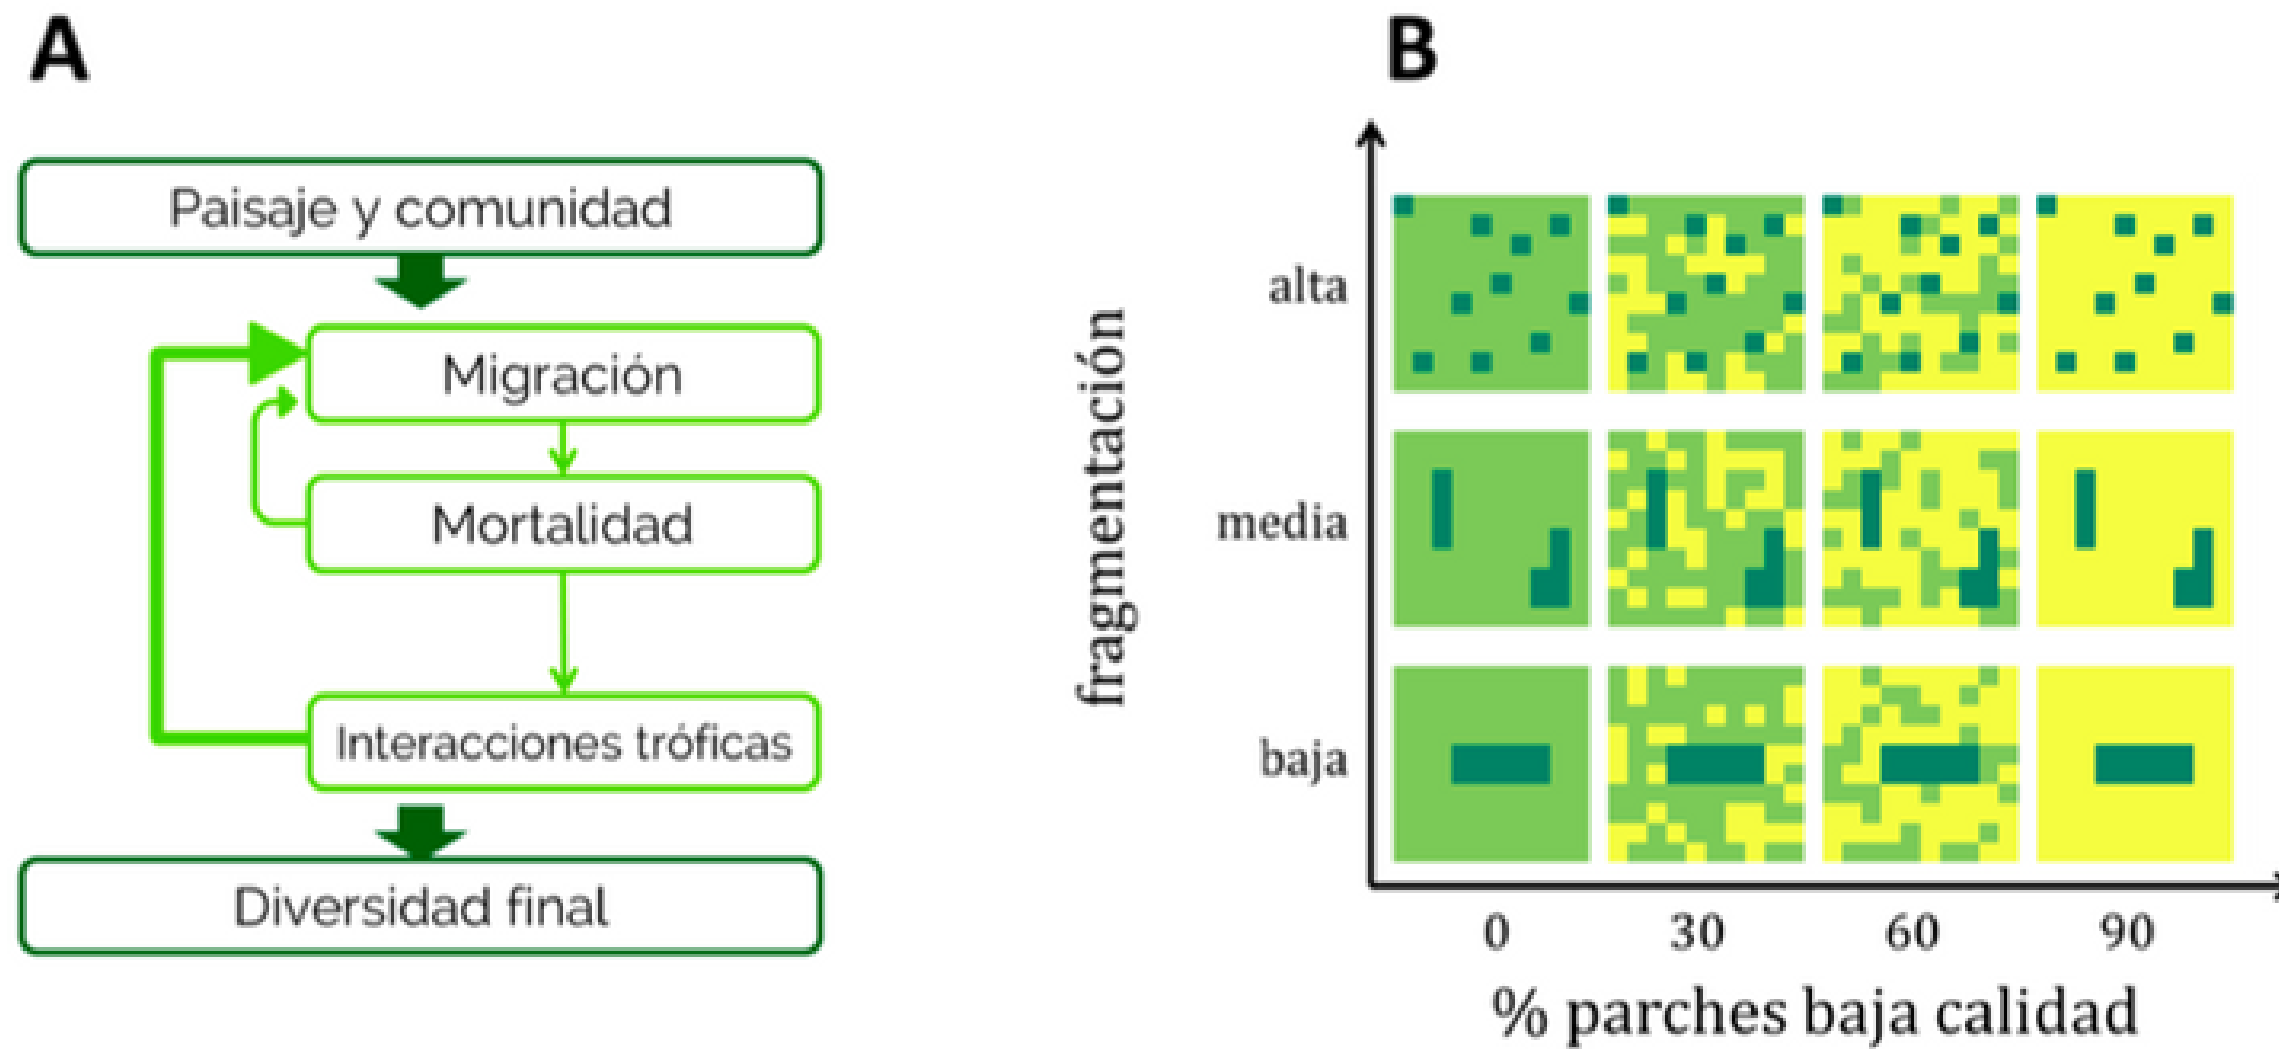 A
Paisaje y comunidad
Migración
Mortalidad
Interacciones tróficas
Diversidad final
B
fragmentación
alta
media
baja
0 30 60 90
% parches baja calidad